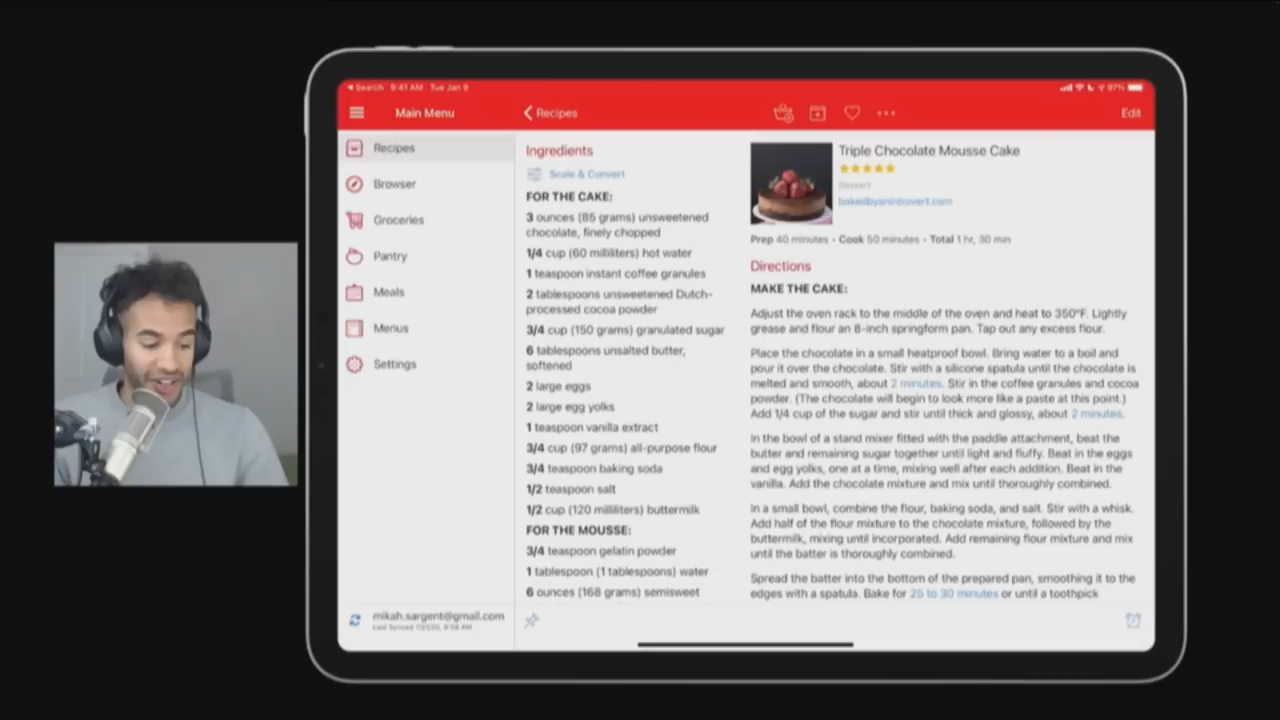 Search 9:41 AM Tue Jan 9
97%
Main Menu
Recipes
Edit
Recipes
Browser
Groceries
Pantry
Meals
Menus
Settings
mikah.sargent@gmail.com
Last Synced 7/21/20, 9:18 AM
Ingredients
Scale & Convert
FOR THE CAKE:
3 ounces (85 grams) unsweetened
chocolate, finely chopped
1/4 cup (60 milliliters) hot water
1 teaspoon instant coffee granules
2 tablespoons unsweetened Dutch-
processed cocoa powder
3/4 cup (150 grams) granulated sugar
6 tablespoons unsalted butter,
softened
2 large eggs
2 large egg yolks
1 teaspoon vanilla extract
3/4 cup (97 grams) all-purpose flour
3/4 teaspoon baking soda
1/2 teaspoon salt
1/2 cup (120 milliliters) buttermilk
FOR THE MOUSSE:
3/4 teaspoon gelatin powder
1 tablespoon (1 tablespoons) water
6 ounces (168 grams) semisweet
Triple Chocolate Mousse Cake
Dessert
bakedbyanintrovert.com
Prep 40 minutes • Cook 50 minutes • Total 1 hr, 30 min
Directions
MAKE THE CAKE:
Adjust the oven rack to the middle of the oven and heat to 350°F. Lightly
grease and flour an 8-inch springform pan. Tap out any excess flour.
Place the chocolate in a small heatproof bowl. Bring water to a boil and
pour it over the chocolate. Stir with a silicone spatula until the chocolate is
melted and smooth, about 2 minutes. Stir in the coffee granules and cocoa
powder. (The chocolate will begin to look more like a paste at this point.)
Add 1/4 cup of the sugar and stir until thick and glossy, about 2 minutes.
In the bowl of a stand mixer fitted with the paddle attachment, beat the
butter and remaining sugar together until light and fluffy. Beat in the eggs
and egg yolks, one at a time, mixing well after each addition. Beat in the
vanilla. Add the chocolate mixture and mix until thoroughly combined.
In a small bowl, combine the flour, baking soda, and salt. Stir with a whisk.
Add half of the flour mixture to the chocolate mixture, followed by the
buttermilk, mixing until incorporated. Add remaining flour mixture and mix
until the batter is thoroughly combined.
Spread the batter into the bottom of the prepared pan, smoothing it to the
edges with a spatula. Bake for 25 to 30 minutes or until a toothpick